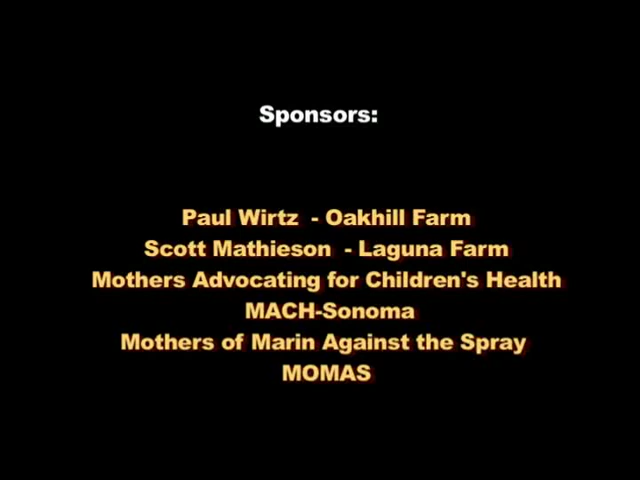 Sponsors:
Paul Wirtz - Oakhill Farm
Scott Mathieson - Laguna Farm
Mothers Advocating for Children's Health
MACH-Sonoma
Mothers of Marin Against the Spray
MOMAS